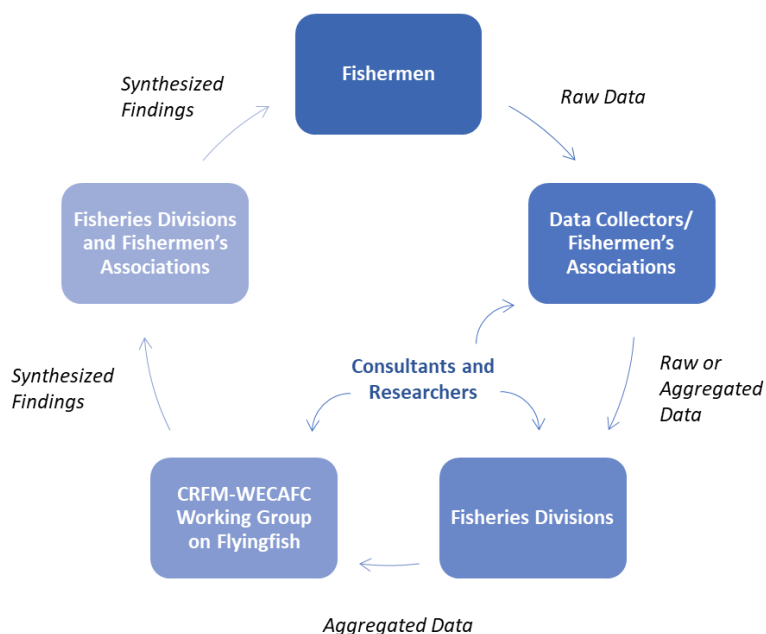 Fishermen
Synthesized
Findings
Raw Data
Fisheries Divisions
and Fishermen's
Associations
Data Collectors/
Fishermen's
Associations
Consultants and
Researchers
Synthesized
Findings
Raw or
Aggregated
Data
CRFM-WECAFC
Working Group
on Flyingfish
Fisheries Divisions
Aggregated Data